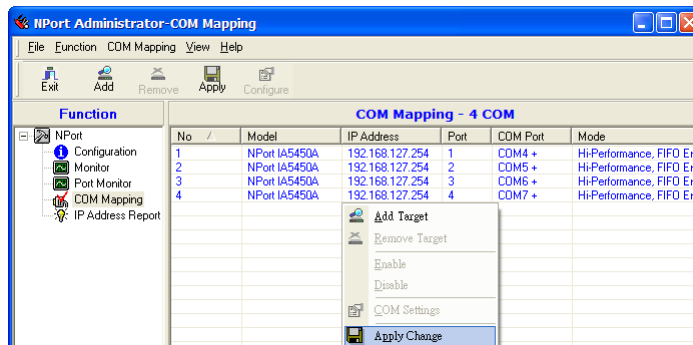 NPort Administrator-COM Mapping
File Function COM Mapping View Help
Exit Add Remove Apply Configure
Function
COM Mapping - 4 COM
NPort
Configuration
Monitor
Port Monitor
COM Mapping
IP Address Report
No Model IP Address Port COM Port Mode
1 NPort IA5450A 192.168.127.254 1 COM4 + Hi-Performance, FIFO En
2 NPort IA5450A 192.168.127.254 2 COM5 + Hi-Performance, FIFO En
3 NPort IA5450A 192.168.127.254 3 COM6 + Hi-Performance, FIFO En
4 NPort IA5450A 192.168.127.254 4 COM7 + Hi-Performance, FIFO En
Add Target
Remove Target
Enable
Disable
COM Settings
Apply Change